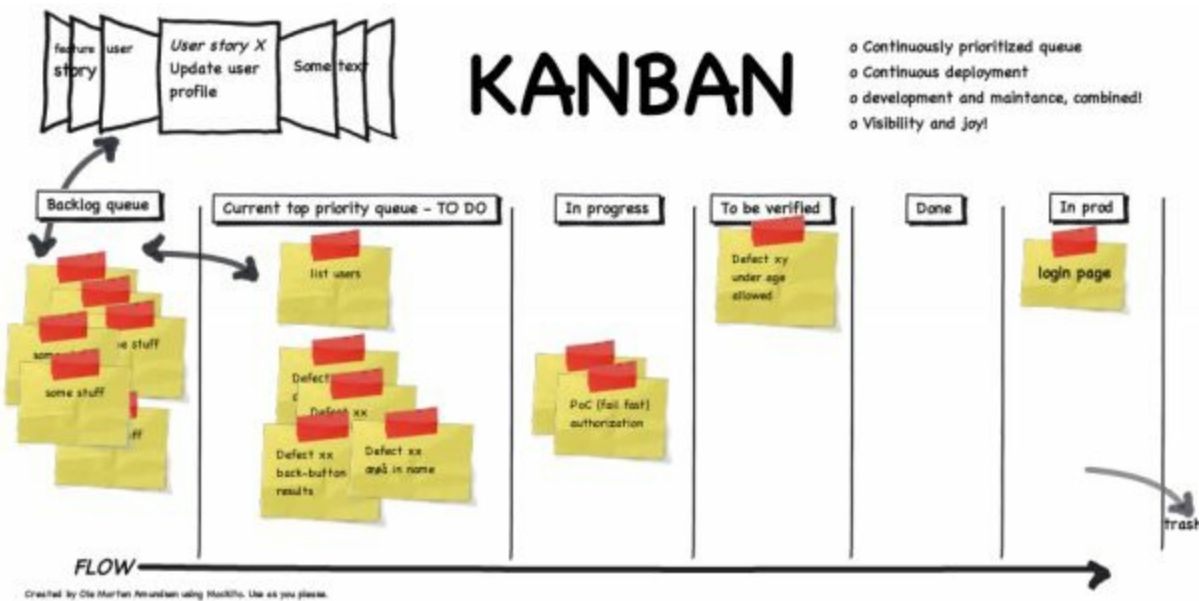 feature user
story
User story X
Update user
profile
Some text
KANBAN
o Continuously prioritized queue
o Continuous deployment
o development and maintance, combined!
o Visibility and joy!
Backlog queue
Current top priority queue - TO DO
In progress
To be verified
Done
In prod
some stuff
list users
Defect
Defect xx
Defect xx
back-button
results
Defect xx
æøå in name
PoC (fail fast)
authorization
Defect xy
under age
allowed
login page
trash
FLOW
Created by Ole Morten Amundsen using Mockito. Use as you please.